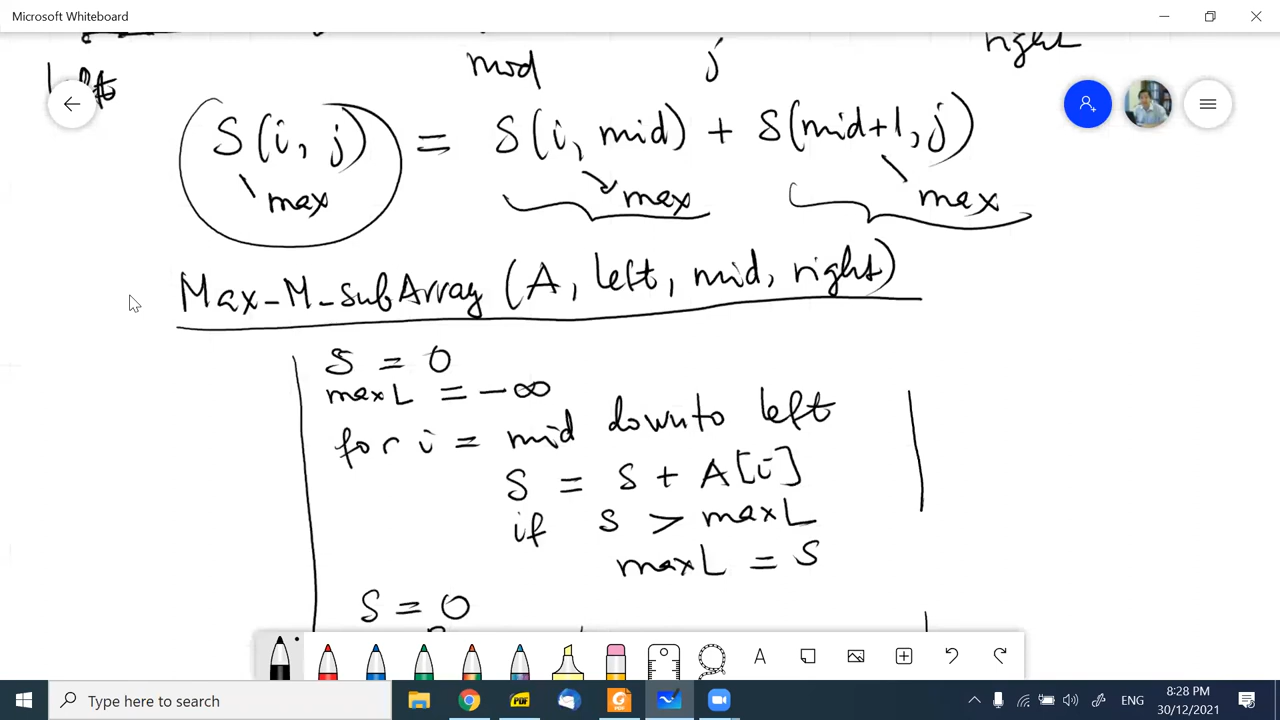 Microsoft Whiteboard
right
mid
j
left
S(i, j) = S(i, mid) + S(mid+1, j)
max max max
Max-M-subArray (A, left, mid, right)
S = 0
maxL = -∞
for i = mid downto left
S = S + A[i]
if S > maxL
maxL = S
S = 0
A
Type here to search
PDF
ENG
8:28 PM
30/12/2021